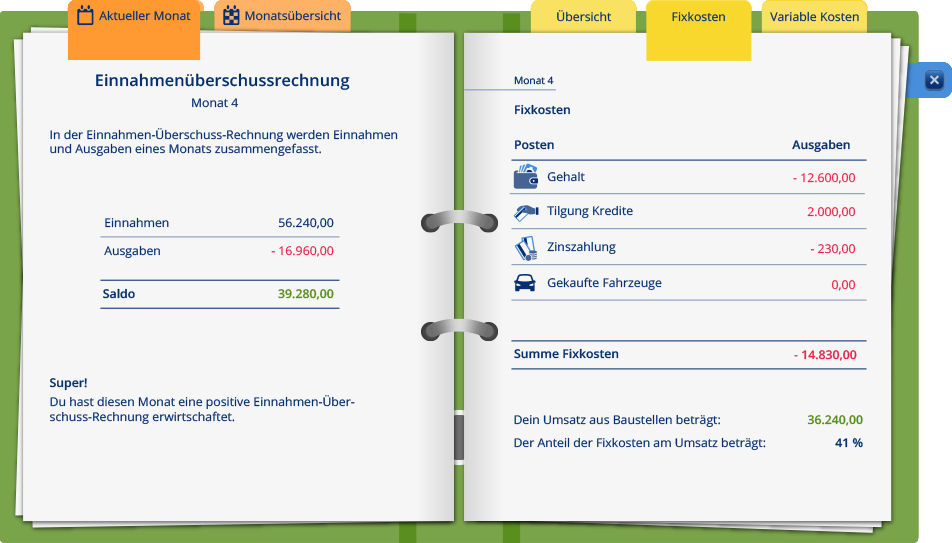 Aktueller Monat
Monatsübersicht
Übersicht
Fixkosten
Variable Kosten
Einnahmenüberschussrechnung
Monat 4
In der Einnahmen-Überschuss-Rechnung werden Einnahmen
und Ausgaben eines Monats zusammengefasst.
Einnahmen 56.240,00
Ausgaben - 16.960,00
Saldo 39.280,00
Super!
Du hast diesen Monat eine positive Einnahmen-Über-
schuss-Rechnung erwirtschaftet.
Monat 4
Fixkosten
Posten Ausgaben
Gehalt - 12.600,00
Tilgung Kredite 2.000,00
Zinszahlung - 230,00
Gekaufte Fahrzeuge 0,00
Summe Fixkosten - 14.830,00
Dein Umsatz aus Baustellen beträgt: 36.240,00
Der Anteil der Fixkosten am Umsatz beträgt: 41 %